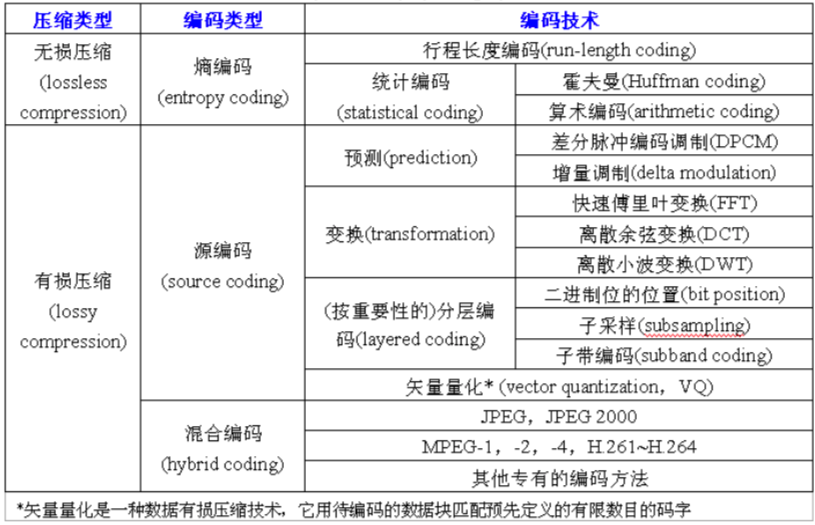 压缩类型 编码类型 编码技术
无损压缩
(lossless
compression)
熵编码
(entropy coding)
行程长度编码(run-length coding)
统计编码
(statistical coding)
霍夫曼(Huffman coding)
算术编码(arithmetic coding)
有损压缩
(lossy
compression)
源编码
(source coding)
预测(prediction)
差分脉冲编码调制(DPCM)
增量调制(delta modulation)
变换(transformation)
快速傅里叶变换(FFT)
离散余弦变换(DCT)
离散小波变换(DWT)
(按重要性的)分层编
码(layered coding)
二进制位的位置(bit position)
子采样(subsampling)
子带编码(subband coding)
矢量量化* (vector quantization，VQ)
混合编码
(hybrid coding)
JPEG，JPEG 2000
MPEG-1，-2，-4，H.261~H.264
其他专有的编码方法
*矢量量化是一种数据有损压缩技术，它用待编码的数据块匹配预先定义的有限数目的码字